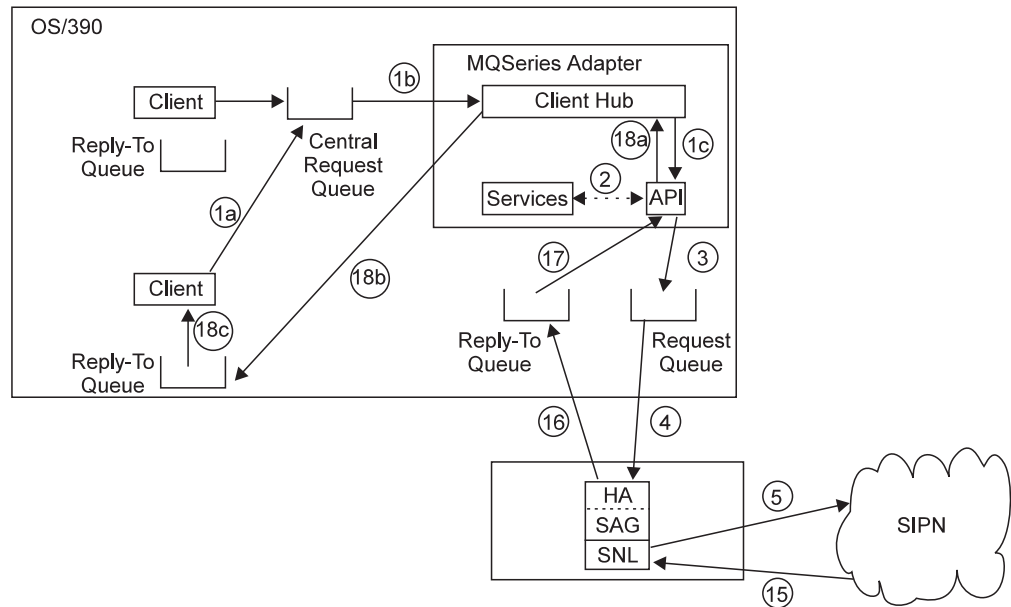 OS/390
MQSeries Adapter
1b
Client
Client Hub
Reply-To
Queue
Central
Request
Queue
18a
1c
2
Services
API
1a
17
3
18b
Client
18c
Reply-To
Queue
Request
Queue
Reply-To
Queue
16
4
HA
5
SAG
SIPN
SNL
15